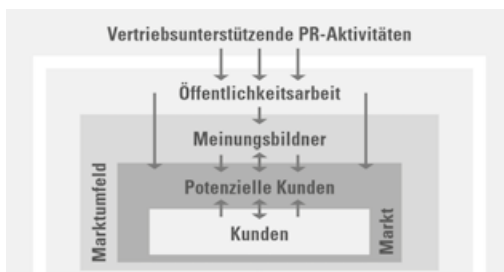 Vertriebsunterstützende PR-Aktivitäten
Öffentlichkeitsarbeit
Meinungsbildner
Potenzielle Kunden
Kunden
Marktumfeld
Markt